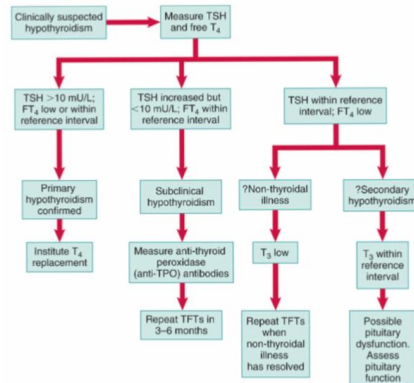 Clinically suspected
hypothyroidism
Measure TSH
and free T₄
TSH >10 mU/L;
FT₄ low or within
reference interval
TSH increased but
<10 mU/L; FT₄ within
reference interval
TSH within reference
interval; FT₄ low
Primary
hypothyroidism
confirmed
Subclinical
hypothyroidism
?Non-thyroidal
illness
?Secondary
hypothyroidism
Institute T₄
replacement
Measure anti-thyroid
peroxidase
(anti-TPO) antibodies
T₃ low
T₃ within
reference
interval
Repeat TFTs in
3–6 months
Repeat TFTs
when
non-thyroidal
illness
has resolved
Possible
pituitary
dysfunction.
Assess
pituitary
function